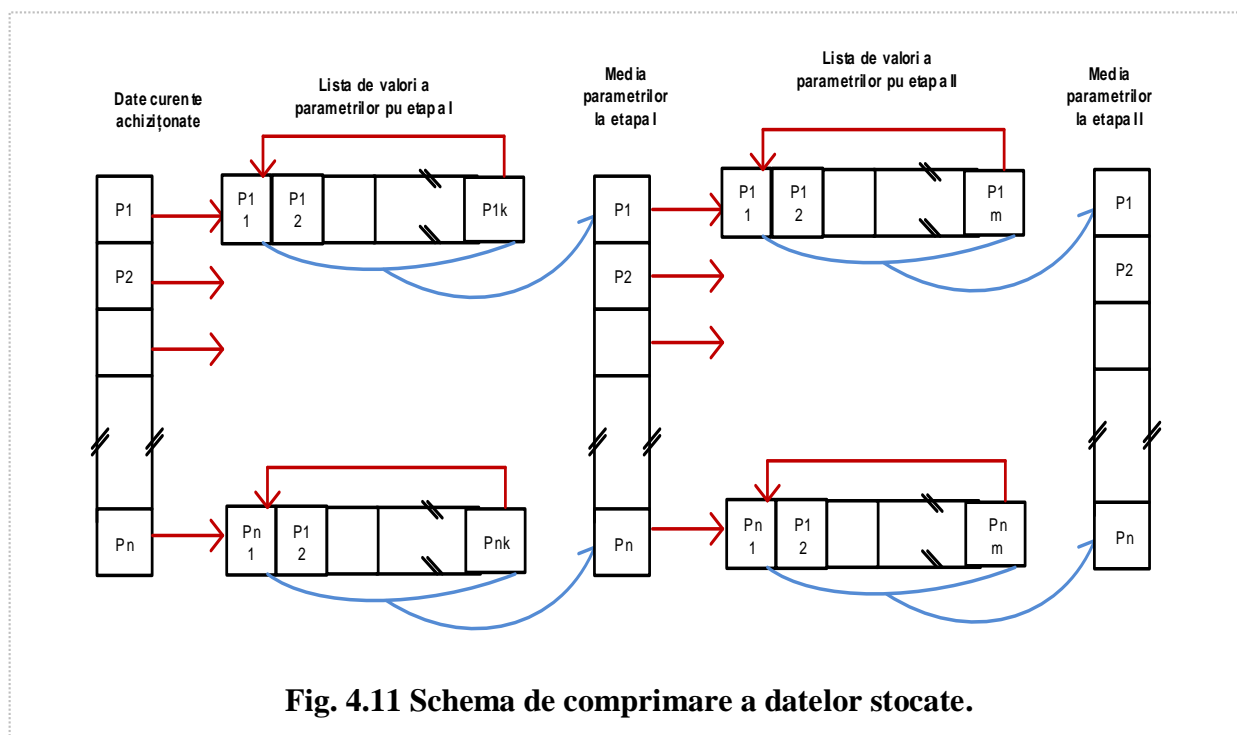 Date curente
achizițonate
Lista de valori a
parametrilor pu etapa I
Media
parametrilor
la etapa I
Lista de valori a
parametrilor pu etapa II
Media
parametrilor
la etapa II
P1
P1
1
P1
2
P1k
P1
P1
1
P1
2
P1
m
P1
P2
P2
P2
Pn
Pn
1
P1
2
Pnk
Pn
Pn
1
P1
2
Pn
m
Pn
Fig. 4.11 Schema de comprimare a datelor stocate.